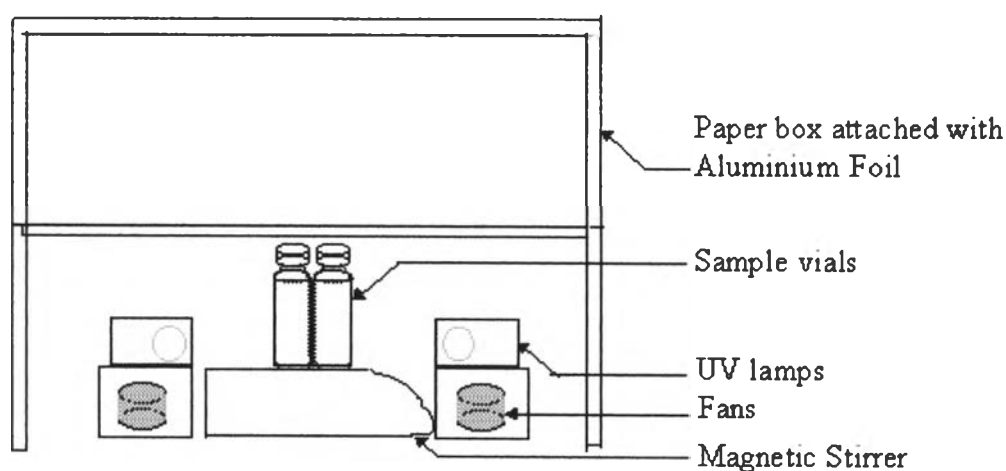 Paper box attached with
Aluminium Foil
Sample vials
UV lamps
Fans
Magnetic Stirrer